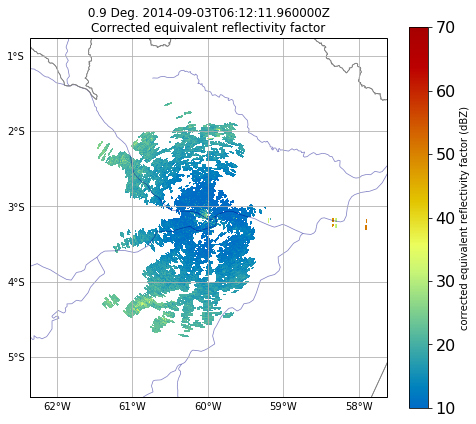 0.9 Deg. 2014-09-03T06:12:11.960000Z
Corrected equivalent reflectivity factor
1°S
2°S
3°S
4°S
5°S
62°W 61°W 60°W 59°W 58°W
70
60
50
40
30
20
10
corrected equivalent reflectivity factor (dBZ)